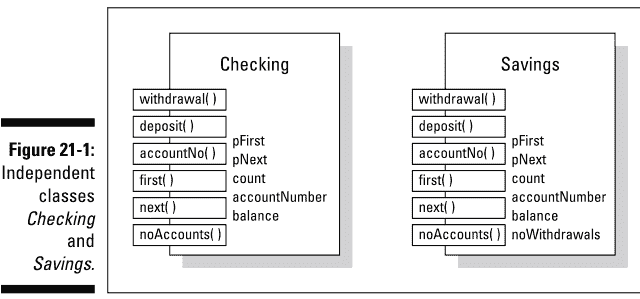 Figure 21-1:
Independent
classes
Checking
and
Savings.
Checking
withdrawal( )
deposit( )
accountNo( )
first( )
next( )
noAccounts( )
pFirst
pNext
count
accountNumber
balance
Savings
withdrawal( )
deposit( )
accountNo( )
first( )
next( )
noAccounts( )
pFirst
pNext
count
accountNumber
balance
noWithdrawals